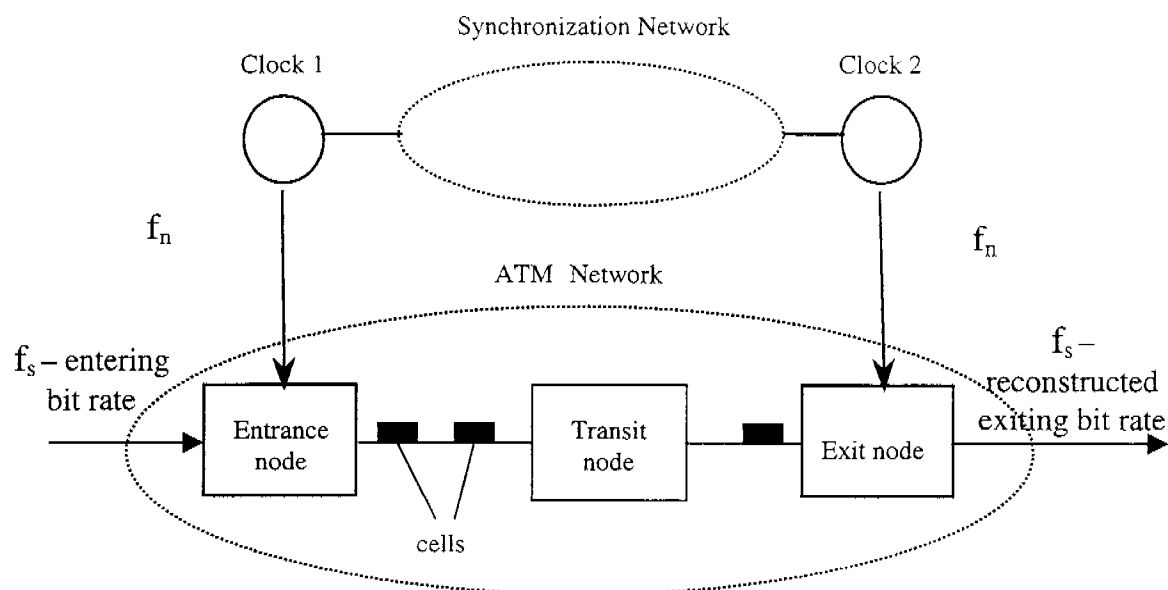 Synchronization Network
Clock 1
Clock 2
fn
fn
ATM Network
fs – entering
bit rate
fs –
reconstructed
exiting bit rate
Entrance
node
Transit
node
Exit node
cells